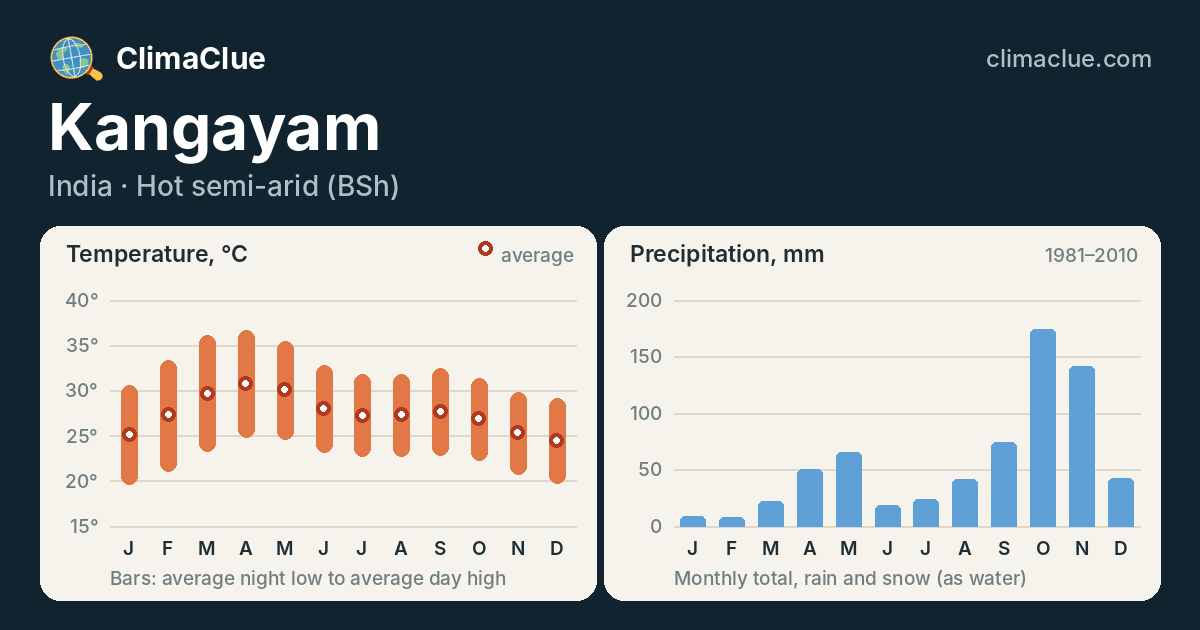 ClimaClue
climaclue.com
Kangayam
India · Hot semi-arid (BSh)
Temperature, °C
average
40°
35°
30°
25°
20°
15°
J F M A M J J A S O N D
Bars: average night low to average day high
Precipitation, mm
1981–2010
200
150
100
50
0
J F M A M J J A S O N D
Monthly total, rain and snow (as water)